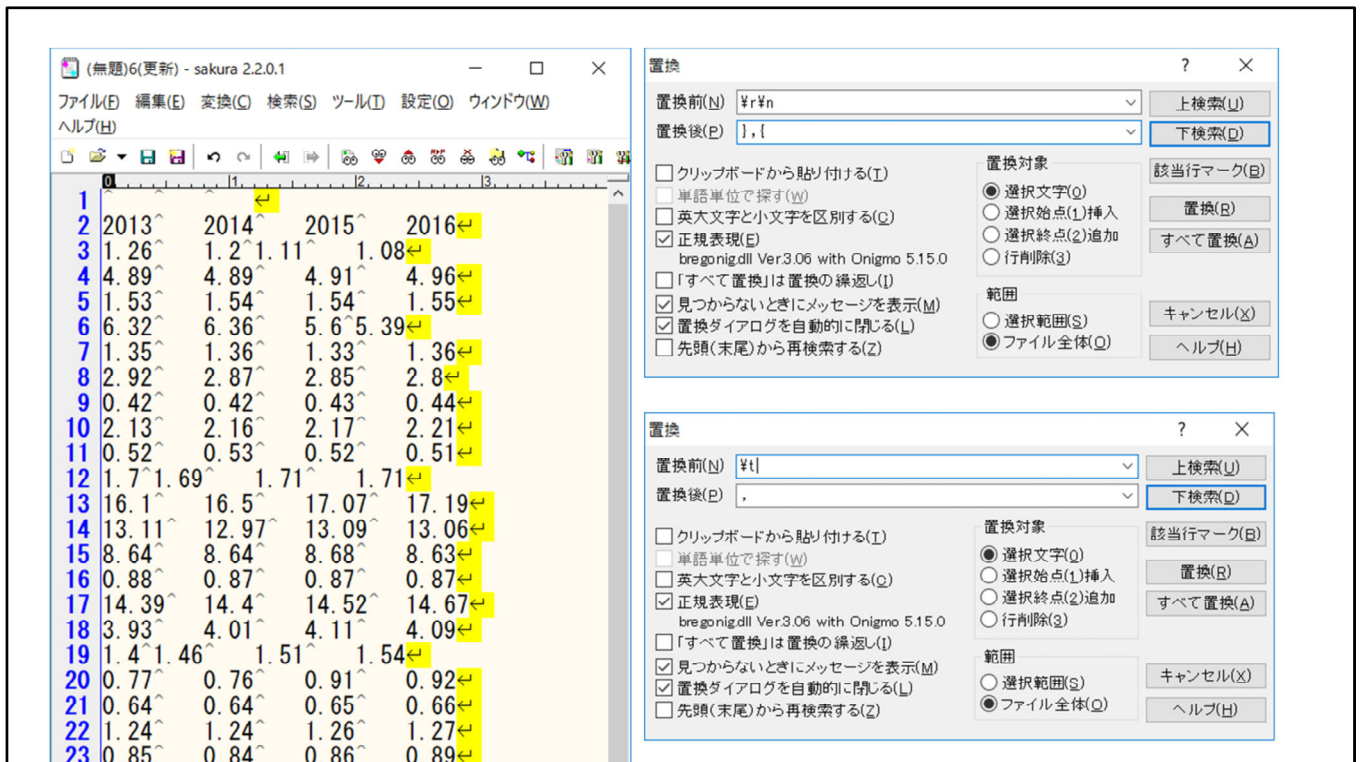 (無題)6(更新) - sakura 2.2.0.1
ファイル(F) 編集(E) 変換(C) 検索(S) ツール(T) 設定(O) ウィンドウ(W)
ヘルプ(H)
0 1 2 3
1 ^ ^ ^ ↵
2 2013^ 2014^ 2015^ 2016↵
3 1.26^ 1.2^1.11^ 1.08↵
4 4.89^ 4.89^ 4.91^ 4.96↵
5 1.53^ 1.54^ 1.54^ 1.55↵
6 6.32^ 6.36^ 5.6^5.39↵
7 1.35^ 1.36^ 1.33^ 1.36↵
8 2.92^ 2.87^ 2.85^ 2.8↵
9 0.42^ 0.42^ 0.43^ 0.44↵
10 2.13^ 2.16^ 2.17^ 2.21↵
11 0.52^ 0.53^ 0.52^ 0.51↵
12 1.7^1.69^ 1.71^ 1.71↵
13 16.1^ 16.5^ 17.07^ 17.19↵
14 13.11^ 12.97^ 13.09^ 13.06↵
15 8.64^ 8.64^ 8.68^ 8.63↵
16 0.88^ 0.87^ 0.87^ 0.87↵
17 14.39^ 14.4^ 14.52^ 14.67↵
18 3.93^ 4.01^ 4.11^ 4.09↵
19 1.4^1.46^ 1.51^ 1.54↵
20 0.77^ 0.76^ 0.91^ 0.92↵
21 0.64^ 0.64^ 0.65^ 0.66↵
22 1.24^ 1.24^ 1.26^ 1.27↵
23 0.85^ 0.84^ 0.86^ 0.89↵
置換
置換前(N) ¥r¥n 上検索(U)
置換後(P) },{ 下検索(D)
クリップボードから貼り付ける(T) 置換対象 該当行マーク(B)
単語単位で探す(W) 選択文字(0)
英大文字と小文字を区別する(C) 選択始点(1)挿入 置換(R)
正規表現(E) 選択終点(2)追加 すべて置換(A)
bregonig.dll Ver.3.06 with Onigmo 5.15.0 行削除(3)
「すべて置換」は置換の繰返し(I)
見つからないときにメッセージを表示(M) 範囲
置換ダイアログを自動的に閉じる(L) 選択範囲(S) キャンセル(X)
先頭(末尾)から再検索する(Z) ファイル全体(O) ヘルプ(H)
置換
置換前(N) ¥t 上検索(U)
置換後(P) , 下検索(D)
クリップボードから貼り付ける(T) 置換対象 該当行マーク(B)
単語単位で探す(W) 選択文字(0)
英大文字と小文字を区別する(C) 選択始点(1)挿入 置換(R)
正規表現(E) 選択終点(2)追加 すべて置換(A)
bregonig.dll Ver.3.06 with Onigmo 5.15.0 行削除(3)
「すべて置換」は置換の繰返し(I)
見つからないときにメッセージを表示(M) 範囲
置換ダイアログを自動的に閉じる(L) 選択範囲(S) キャンセル(X)
先頭(末尾)から再検索する(Z) ファイル全体(O) ヘルプ(H)